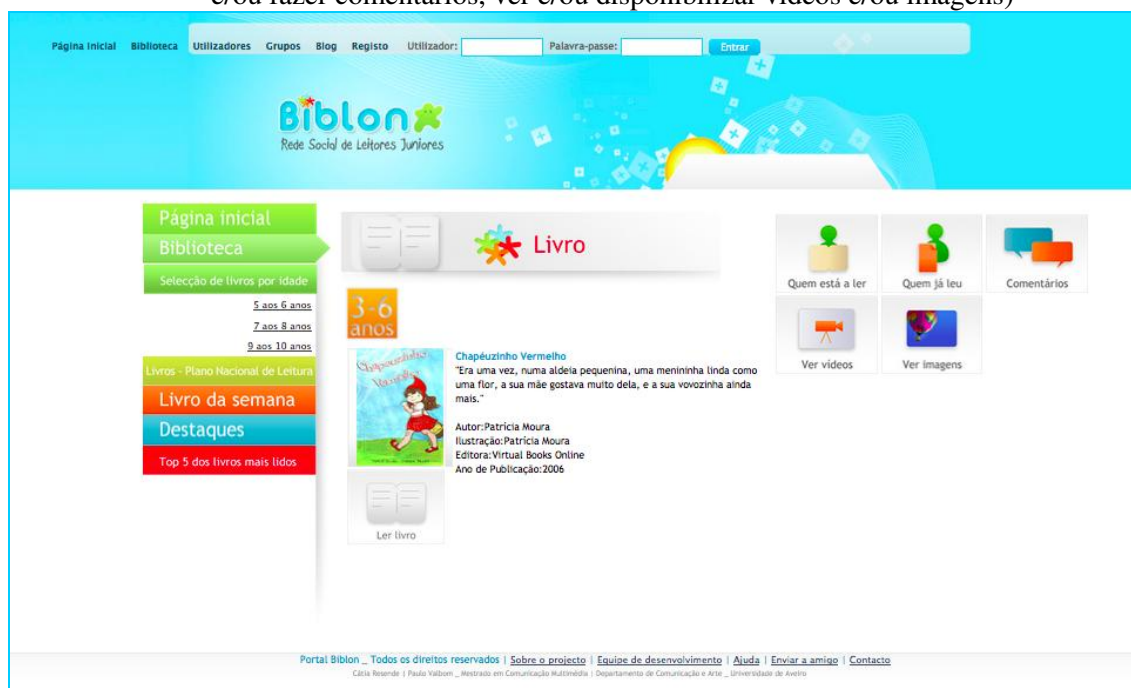 e/ou fazer comentários, ver e/ou disponibilizar vídeos e/ou imagens)
Página Inicial Biblioteca Utilizadores Grupos Blog Registo Utilizador: Palavra-passe: Entrar
Biblon
Rede Social de Leitores Juniores
Página inicial
Biblioteca
Selecção de livros por idade
5 aos 6 anos
7 aos 8 anos
9 aos 10 anos
Livros - Plano Nacional de Leitura
Livro da semana
Destaques
Top 5 dos livros mais lidos
Livro
3-6
anos
Chapeuzinho
Vermelho
Chapéuzinho Vermelho
"Era uma vez, numa aldeia pequenina, uma menininha linda como
uma flor, a sua mãe gostava muito dela, e a sua vovozinha ainda
mais."
Autor:Patrícia Moura
Ilustração:Patrícia Moura
Editora:Virtual Books Online
Ano de Publicação:2006
Ler livro
Quem está a ler
Quem já leu
Comentários
Ver vídeos
Ver imagens
Portal Biblon _ Todos os direitos reservados | Sobre o projecto | Equipe de desenvolvimento | Ajuda | Enviar a amigo | Contacto
Cátia Resende | Paulo Valbom _ Mestrado em Comunicação Multimédia | Departamento de Comunicação e Arte _ Universidade de Aveiro